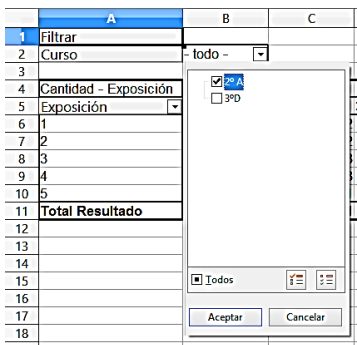 A B C
1 Filtrar
2 Curso - todo -
3
4 Cantidad - Exposición
5 Exposición
6 1
7 2
8 3
9 4
10 5
11 Total Resultado
12
13
14
15
16
17
18
2º A
3ºD
Todos
Aceptar Cancelar